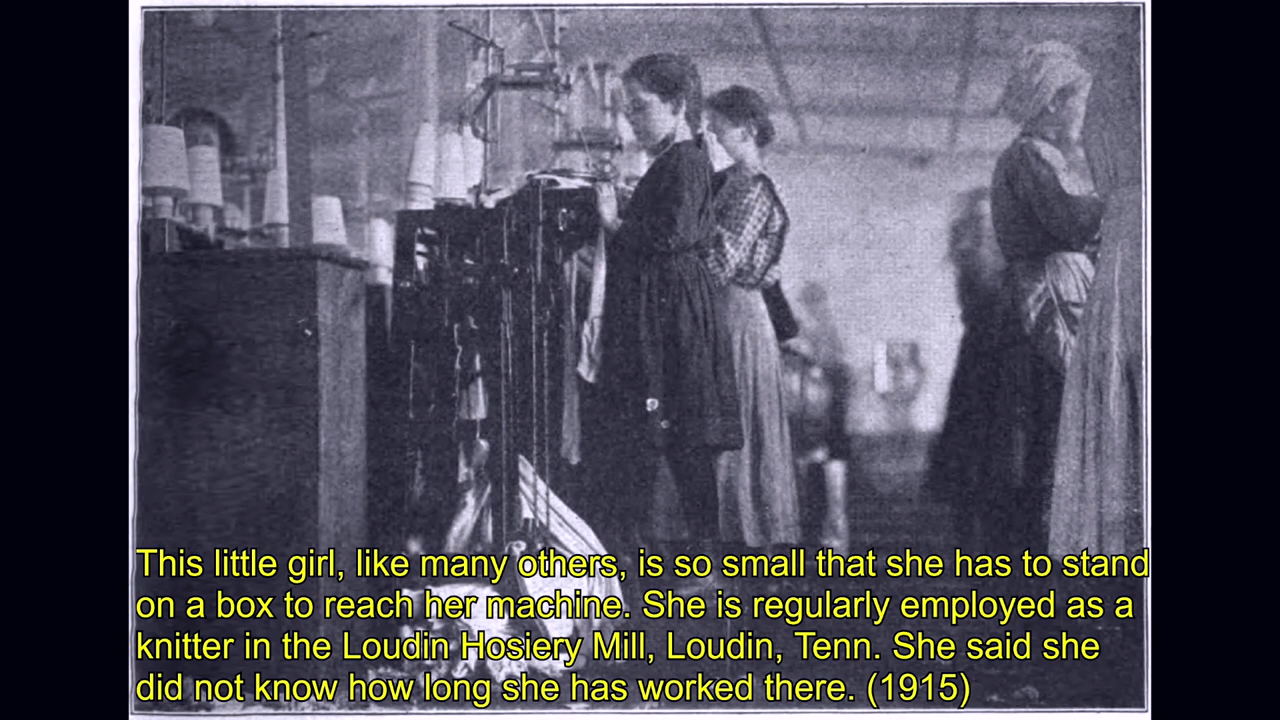 This little girl, like many others, is so small that she has to stand
on a box to reach her machine. She is regularly employed as a
knitter in the Loudin Hosiery Mill, Loudin, Tenn. She said she
did not know how long she has worked there. (1915)